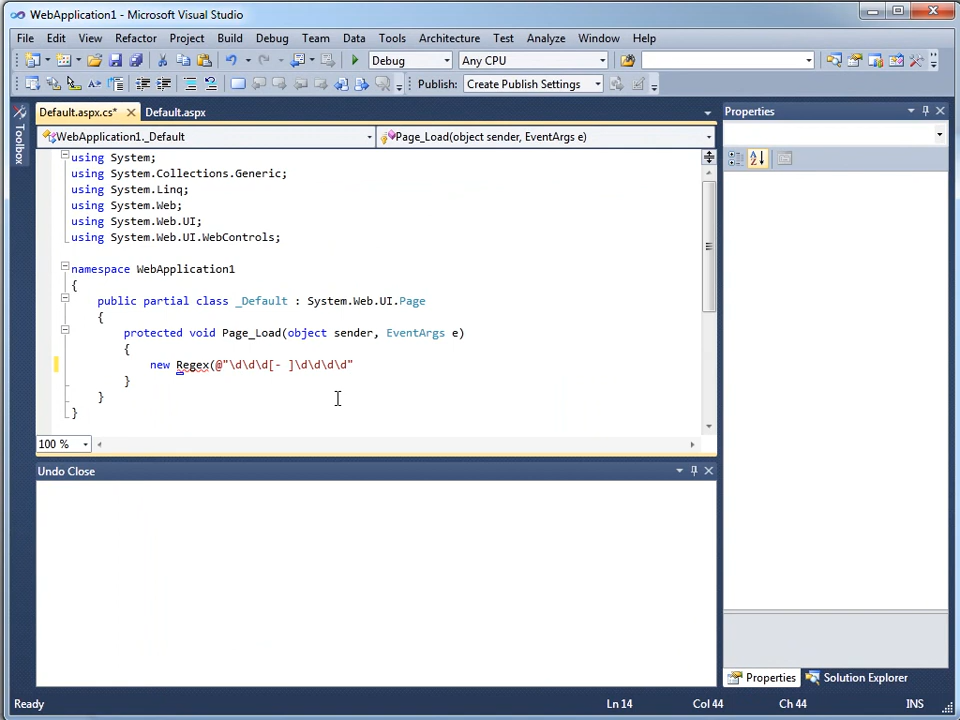 WebApplication1 - Microsoft Visual Studio
File Edit View Refactor Project Build Debug Team Data Tools Architecture Test Analyze Window Help
Debug Any CPU
Publish: Create Publish Settings
Default.aspx.cs* Default.aspx
Properties
Toolbox
WebApplication1._Default Page_Load(object sender, EventArgs e)
using System;
using System.Collections.Generic;
using System.Linq;
using System.Web;
using System.Web.UI;
using System.Web.UI.WebControls;
namespace WebApplication1
{
public partial class _Default : System.Web.UI.Page
{
protected void Page_Load(object sender, EventArgs e)
{
new Regex(@"\d\d\d[- ]\d\d\d\d"
}
}
}
100 %
Undo Close
Properties Solution Explorer
Ready Ln 14 Col 44 Ch 44 INS